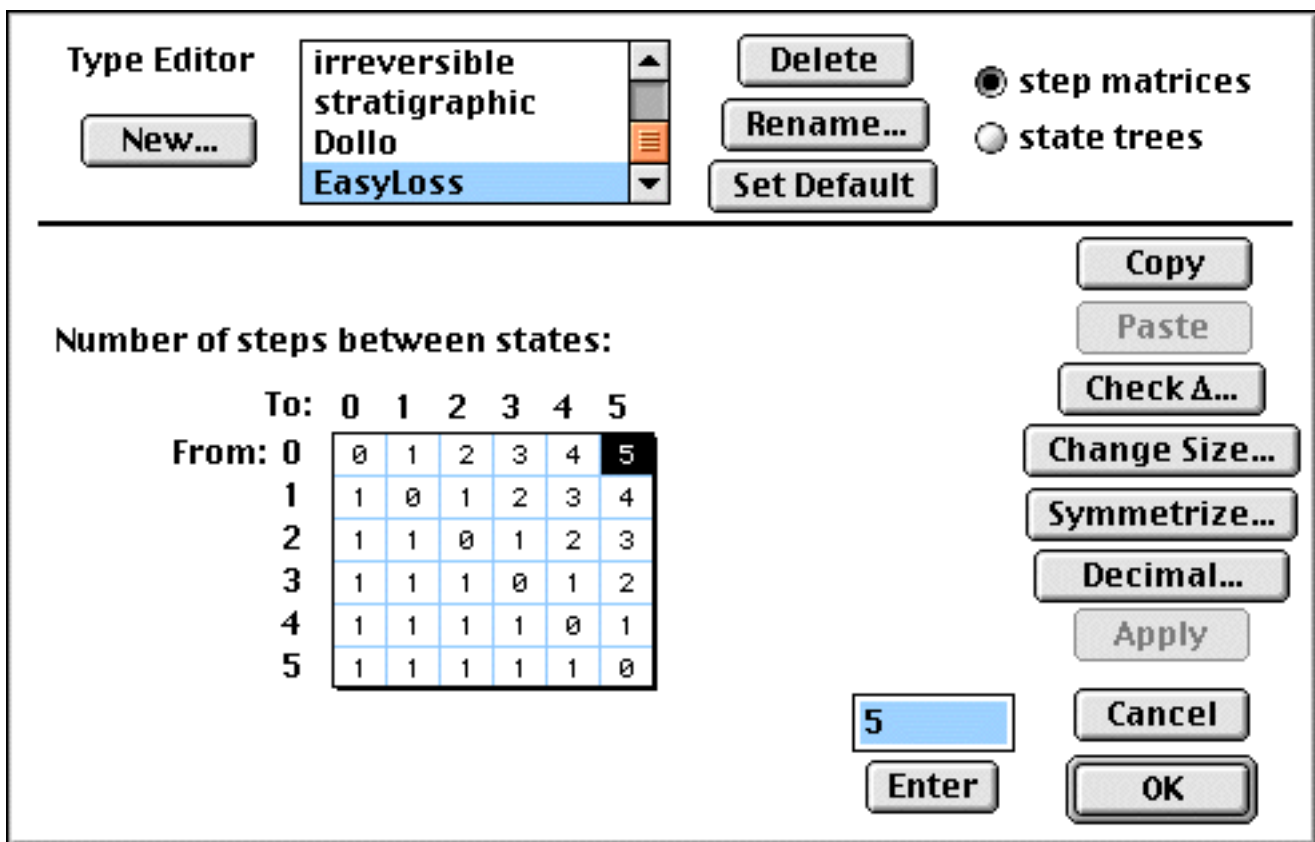 Type Editor
New...
irreversible
stratigraphic
Dollo
EasyLoss
Delete
Rename...
Set Default
step matrices
state trees
Number of steps between states:
To: 0 1 2 3 4 5
From: 0 0 1 2 3 4 5
1 1 0 1 2 3 4
2 1 1 0 1 2 3
3 1 1 1 0 1 2
4 1 1 1 1 0 1
5 1 1 1 1 1 0
Copy
Paste
Check Δ...
Change Size...
Symmetrize...
Decimal...
Apply
5
Enter
Cancel
OK